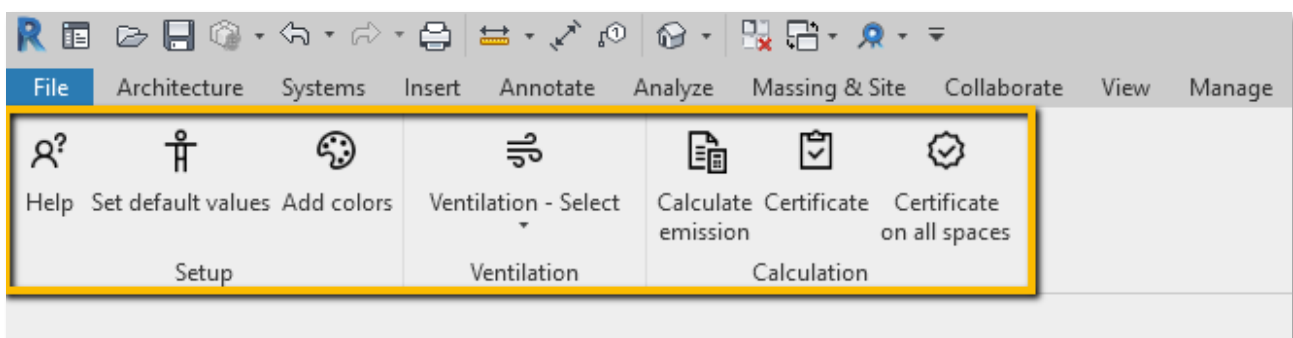 File Architecture Systems Insert Annotate Analyze Massing & Site Collaborate View Manage
Help Set default values Add colors Ventilation - Select Calculate Certificate Certificate
emission on all spaces
Setup Ventilation Calculation